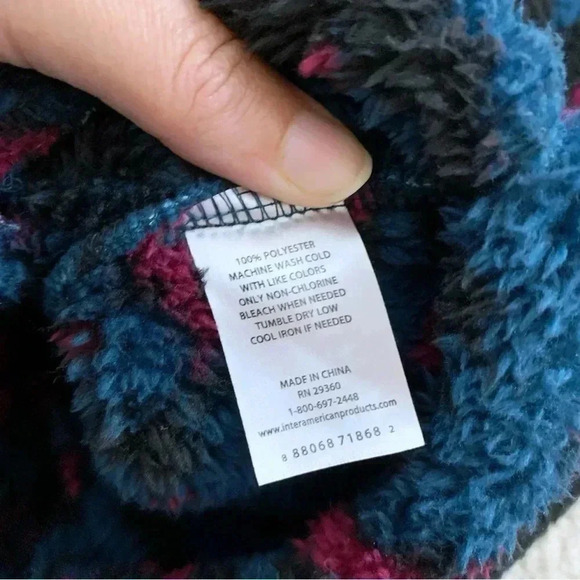 100% POLYESTER
MACHINE WASH COLD
WITH LIKE COLORS
ONLY NON-CHLORINE
BLEACH WHEN NEEDED
TUMBLE DRY LOW
COOL IRON IF NEEDED
MADE IN CHINA
RN 29360
1-800-697-2448
www.interamericanproducts.com
8 88068 71868 2